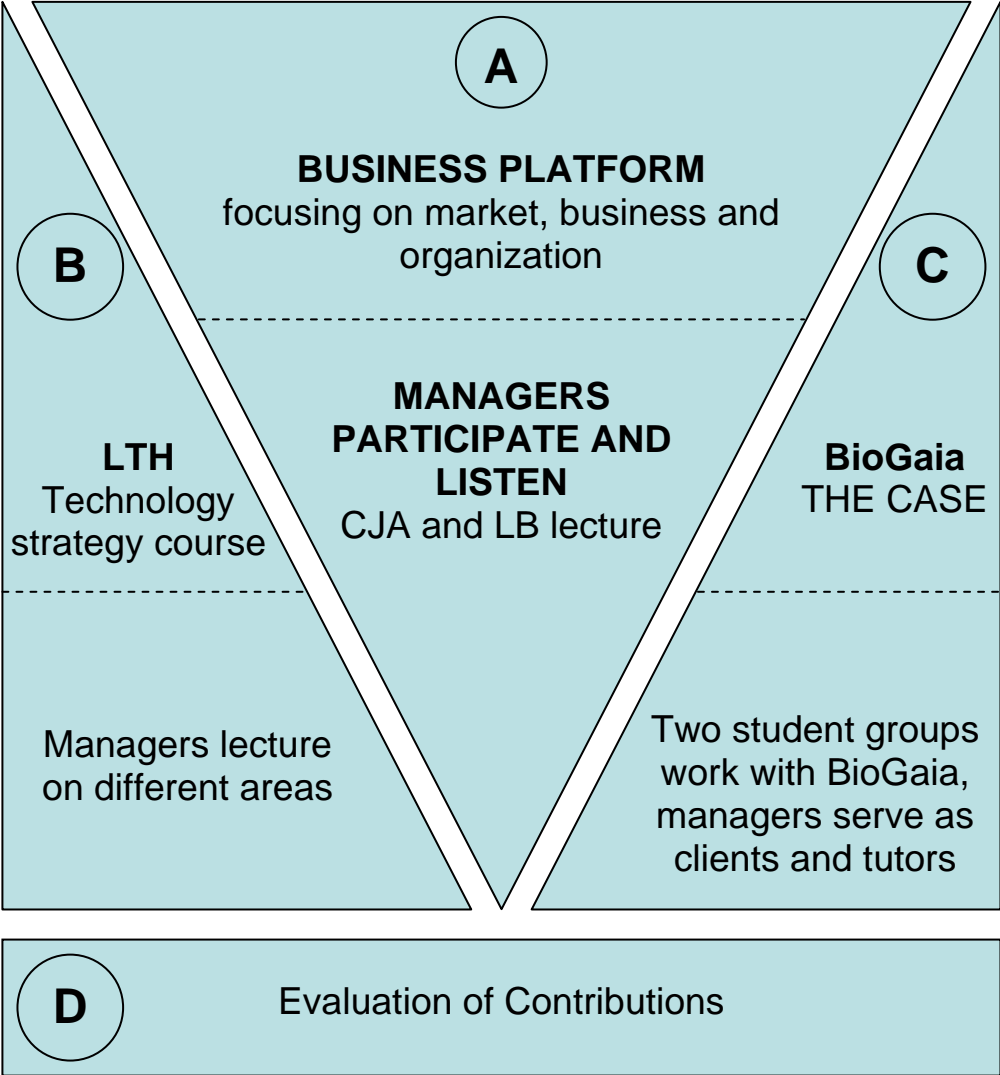 A
BUSINESS PLATFORM
focusing on market, business and
organization
B
LTH
Technology
strategy course
Managers lecture
on different areas
MANAGERS
PARTICIPATE AND
LISTEN
CJA and LB lecture
C
BioGaia
THE CASE
Two student groups
work with BioGaia,
managers serve as
clients and tutors
D
Evaluation of Contributions